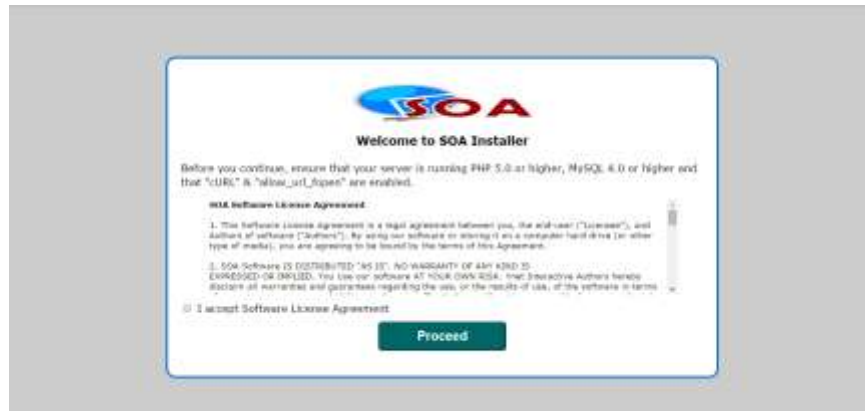 SOA
Welcome to SOA Installer
Before you continue, ensure that your server is running PHP 5.0 or higher, MySQL 4.0 or higher and
that "cURL" & "allow_url_fopen" are enabled.
SOA Software License Agreement
1. This Software License Agreement is a legal agreement between you, the end-user ("Licensee"), and
Authors of software ("Authors"). By using our software or storing it on a computer hard drive (or other
type of media), you are agreeing to be bound by the terms of this Agreement.
2. SOA Software IS DISTRIBUTED "AS IS". NO WARRANTY OF ANY KIND IS
EXPRESSED OR IMPLIED. You use our software AT YOUR OWN RISK. Interactive Authors hereby
disclaim all warranties and guarantees regarding the use, or the results of use, of the software in terms
I accept Software License Agreement
Proceed